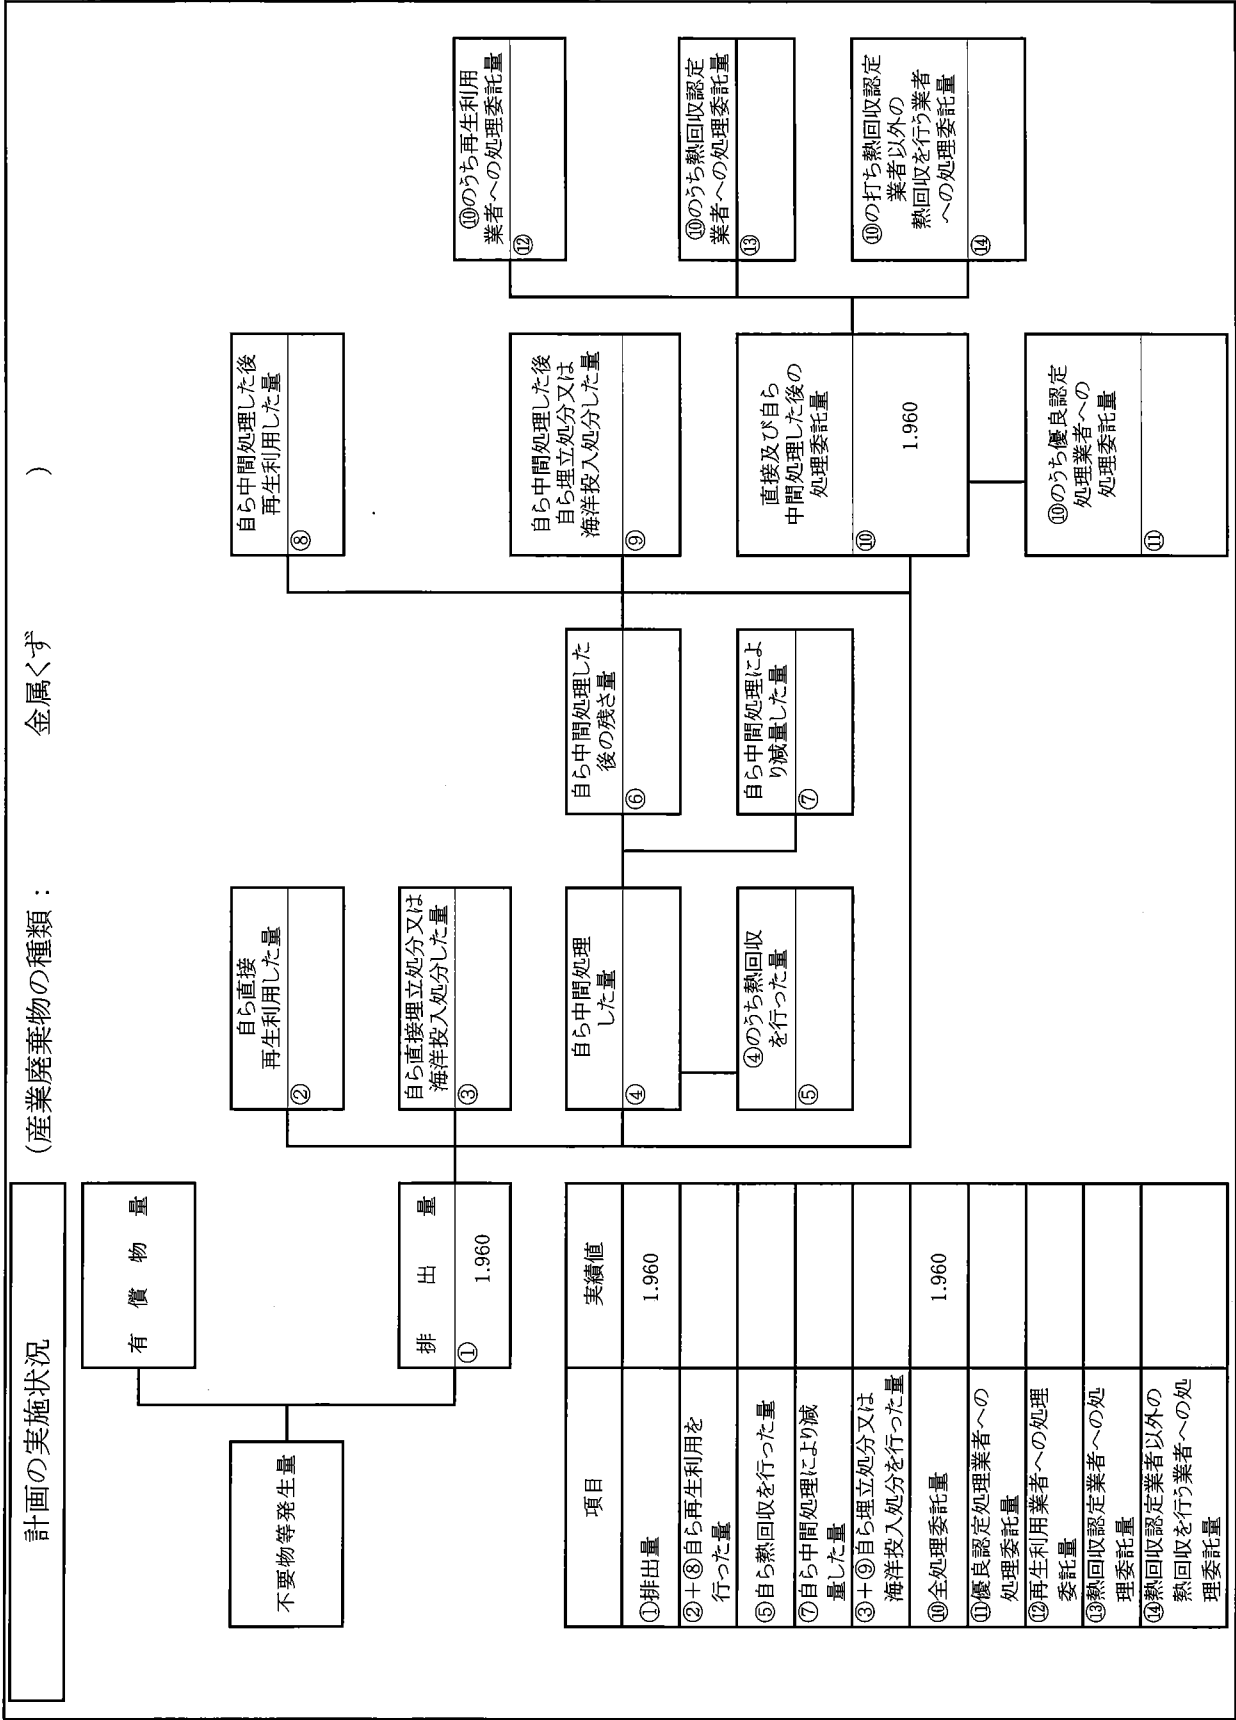 計画の実施状況
(産業廃棄物の種類： 金属くず )
不要物等発生量
有 償 物 量
排 出 量
①
1.960
自ら直接
再生利用した量
②
自ら直接埋立処分又は
海洋投入処分した量
③
自ら中間処理
した量
④
④のうち熱回収
を行った量
⑤
自ら中間処理した
後の残さ量
⑥
自ら中間処理によ
り減量した量
⑦
自ら中間処理した後
再生利用した量
⑧
自ら中間処理した後
自ら埋立処分又は
海洋投入処分した量
⑨
直接及び自ら
中間処理した後の
処理委託量
⑩
1.960
⑩のうち優良認定
処理業者への
処理委託量
⑪
⑩のうち再生利用
業者への処理委託量
⑫
⑩のうち熱回収認定
業者への処理委託量
⑬
⑩の打ち熱回収認定
業者以外の
熱回収を行う業者
への処理委託量
⑭
項目 実績値
①排出量 1.960
②＋⑧自ら再生利用を
行った量
⑤自ら熱回収を行った量
⑦自ら中間処理により減
量した量
③＋⑨自ら埋立処分又は
海洋投入処分を行った量
⑩全処理委託量 1.960
⑪優良認定処理業者への
処理委託量
⑫再生利用業者への処理
委託量
⑬熱回収認定業者への処
理委託量
⑭熱回収認定業者以外の
熱回収を行う業者への処
理委託量